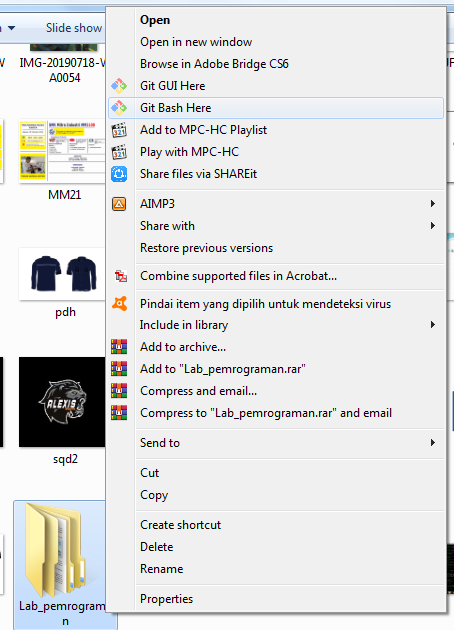 Slide show
Open
Open in new window
Browse in Adobe Bridge CS6
Git GUI Here
Git Bash Here
Add to MPC-HC Playlist
Play with MPC-HC
Share files via SHAREit
AIMP3
Share with
Restore previous versions
Combine supported files in Acrobat...
Pindai item yang dipilih untuk mendeteksi virus
Include in library
Add to archive...
Add to "Lab_pemrograman.rar"
Compress and email...
Compress to "Lab_pemrograman.rar" and email
Send to
Cut
Copy
Create shortcut
Delete
Rename
Properties
IMG-20190718-W
A0054
MM21
pdh
ALEXIS
sqd2
Lab_pemrogram
n